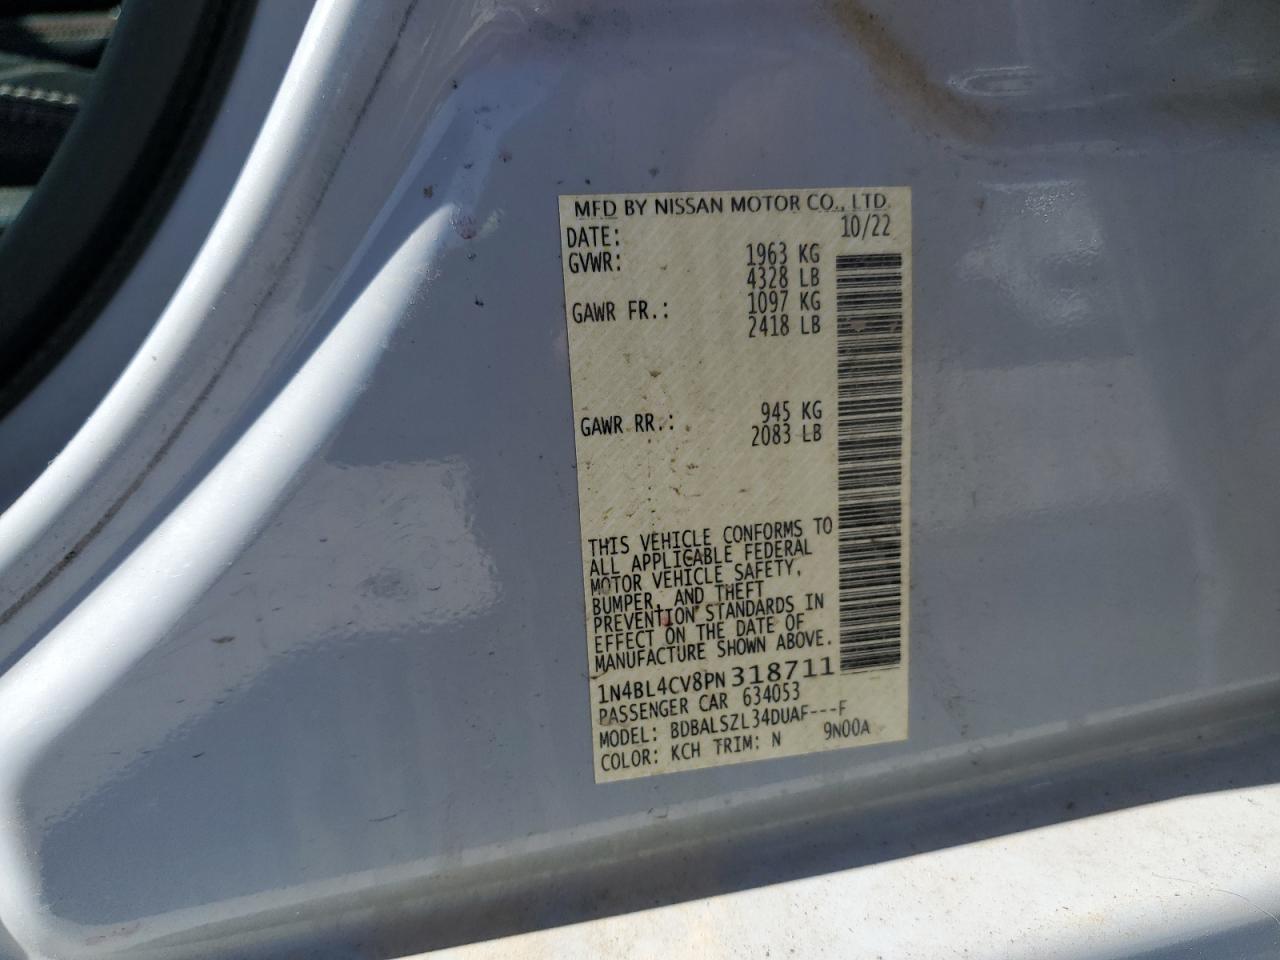 MFD BY NISSAN MOTOR CO., LTD.
DATE: 10/22
GVWR: 1963 KG
4328 LB
GAWR FR.: 1097 KG
2418 LB
GAWR RR.: 945 KG
2083 LB
THIS VEHICLE CONFORMS TO
ALL APPLICABLE FEDERAL
MOTOR VEHICLE SAFETY,
BUMPER, AND THEFT
PREVENTION STANDARDS IN
EFFECT ON THE DATE OF
MANUFACTURE SHOWN ABOVE.
1N4BL4CV8PN318711
PASSENGER CAR 634053
MODEL: BDBALSZL34DUAF---F
COLOR: KCH TRIM: N 9N00A